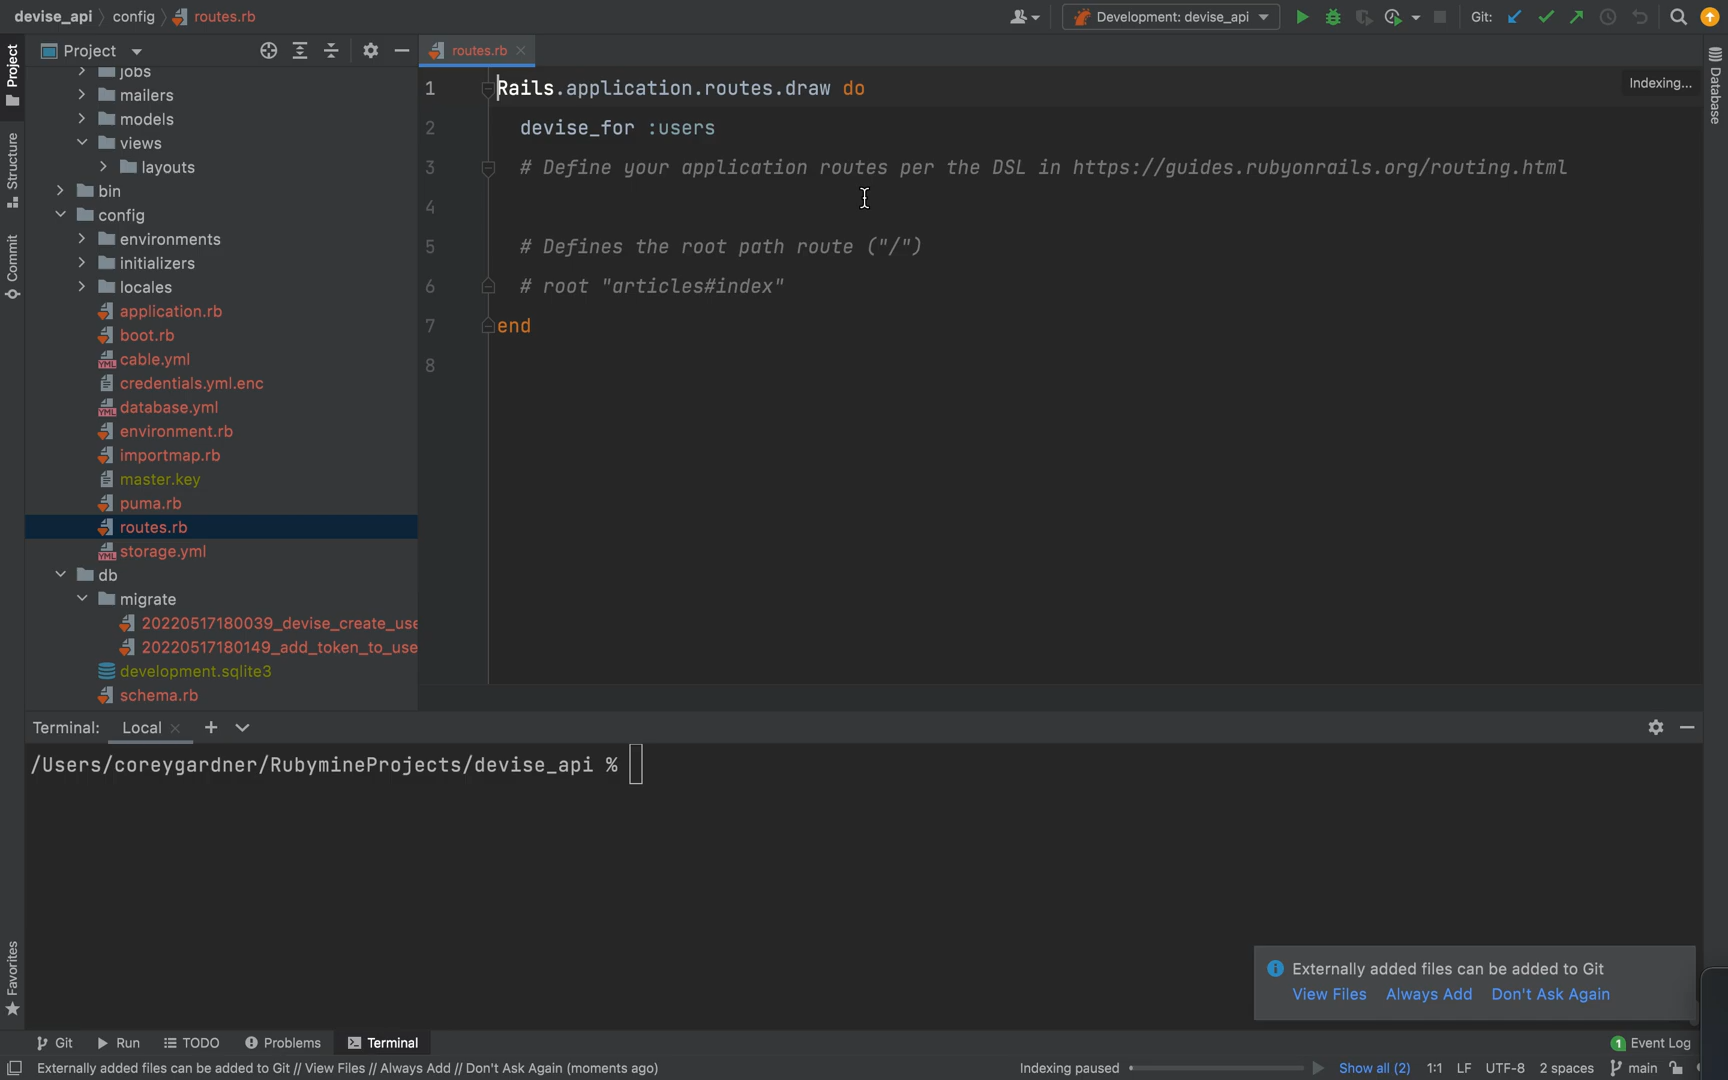 devise_api config routes.rb
Development: devise_api
Git:
Project
routes.rb
Indexing...
Project
Structure
Commit
Favorites
Database
jobs
mailers
models
views
layouts
bin
config
environments
initializers
locales
application.rb
boot.rb
cable.yml
credentials.yml.enc
database.yml
environment.rb
importmap.rb
master.key
puma.rb
routes.rb
storage.yml
db
migrate
20220517180039_devise_create_use
20220517180149_add_token_to_use
development.sqlite3
schema.rb
1 Rails.application.routes.draw do
2 devise_for :users
3 # Define your application routes per the DSL in https://guides.rubyonrails.org/routing.html
4
5 # Defines the root path route ("/")
6 # root "articles#index"
7 end
8
Terminal: Local
/Users/coreygardner/RubymineProjects/devise_api %
Externally added files can be added to Git
View Files Always Add Don't Ask Again
Git Run TODO Problems Terminal
1 Event Log
Externally added files can be added to Git // View Files // Always Add // Don't Ask Again (moments ago)
Indexing paused Show all (2) 1:1 LF UTF-8 2 spaces main